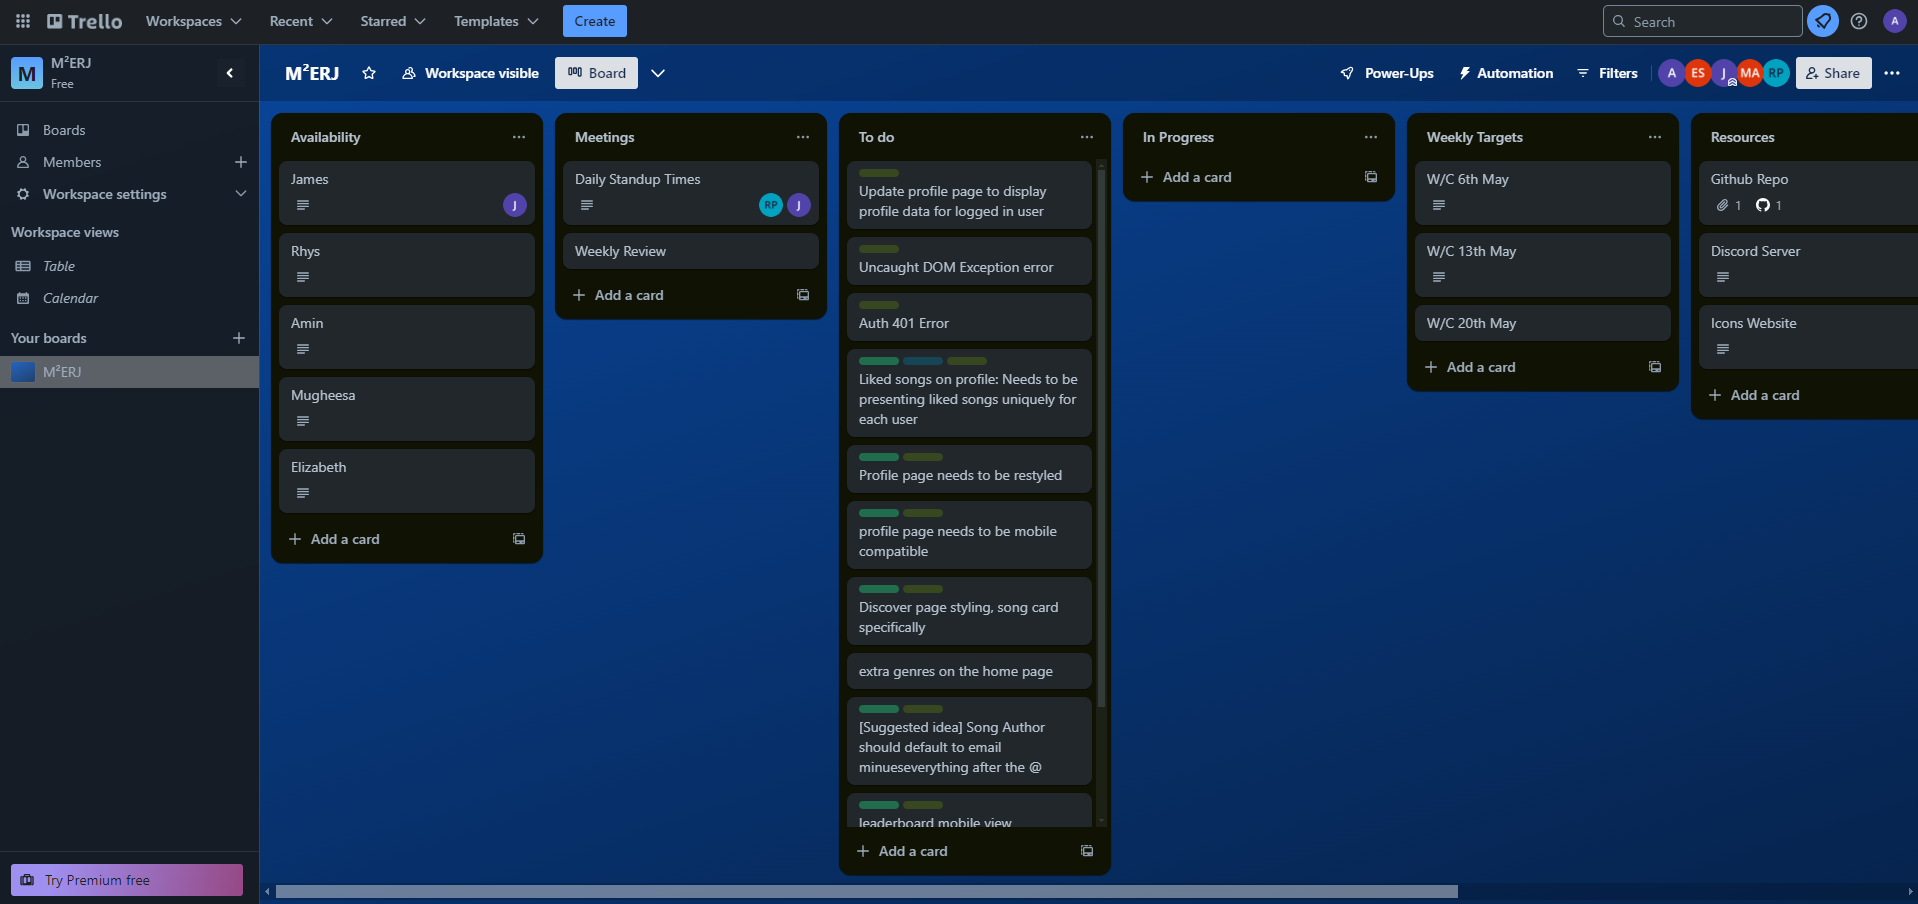 Trello
Workspaces
Recent
Starred
Templates
Create
Search
A
M
M²ERJ
Free
Boards
Members
Workspace settings
Workspace views
Table
Calendar
Your boards
M²ERJ
Try Premium free
M²ERJ
Workspace visible
Board
Power-Ups
Automation
Filters
A
ES
J
MA
RP
Share
Availability
James
J
Rhys
Amin
Mugheesa
Elizabeth
Add a card
Meetings
Daily Standup Times
RP
J
Weekly Review
Add a card
To do
Update profile page to display
profile data for logged in user
Uncaught DOM Exception error
Auth 401 Error
Liked songs on profile: Needs to be
presenting liked songs uniquely for
each user
Profile page needs to be restyled
profile page needs to be mobile
compatible
Discover page styling, song card
specifically
extra genres on the home page
[Suggested idea] Song Author
should default to email
minueseverything after the @
leaderboard mobile view
Add a card
In Progress
Add a card
Weekly Targets
W/C 6th May
W/C 13th May
W/C 20th May
Add a card
Resources
Github Repo
1
1
Discord Server
Icons Website
Add a card